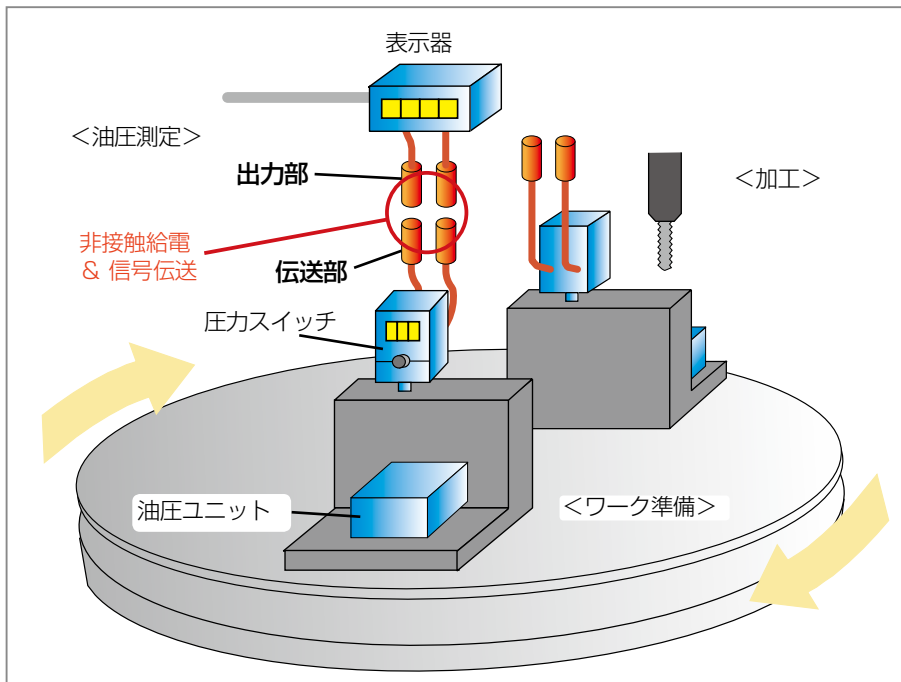 表示器
＜油圧測定＞
出力部
＜加工＞
非接触給電
＆ 信号伝送
伝送部
圧力スイッチ
油圧ユニット
＜ワーク準備＞